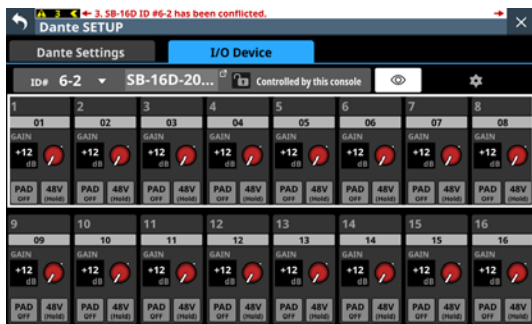 3 ← 3. SB-16D ID #6-2 has been conflicted. →
Dante SETUP
Dante Settings I/O Device
ID# 6-2 SB-16D-20... Controlled by this console
1 2 3 4 5 6 7 8
01 02 03 04 05 06 07 08
GAIN GAIN GAIN GAIN GAIN GAIN GAIN GAIN
+12 +12 +12 +12 +12 +12 +12 +12
dB dB dB dB dB dB dB dB
PAD 48V PAD 48V PAD 48V PAD 48V PAD 48V PAD 48V PAD 48V PAD 48V
OFF (Hold) OFF (Hold) OFF (Hold) OFF (Hold) OFF (Hold) OFF (Hold) OFF (Hold) OFF (Hold)
9 10 11 12 13 14 15 16
09 10 11 12 13 14 15 16
GAIN GAIN GAIN GAIN GAIN GAIN GAIN GAIN
+12 +12 +12 +12 +12 +12 +12 +12
dB dB dB dB dB dB dB dB
PAD 48V PAD 48V PAD 48V PAD 48V PAD 48V PAD 48V PAD 48V PAD 48V
OFF (Hold) OFF (Hold) OFF (Hold) OFF (Hold) OFF (Hold) OFF (Hold) OFF (Hold) OFF (Hold)